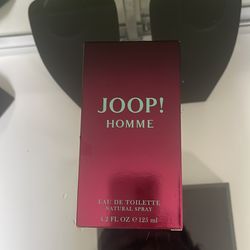 JOOP!
HOMME
EAU DE TOILETTE
NATURAL SPRAY
4.2 FL OZ ℮ 125 ml